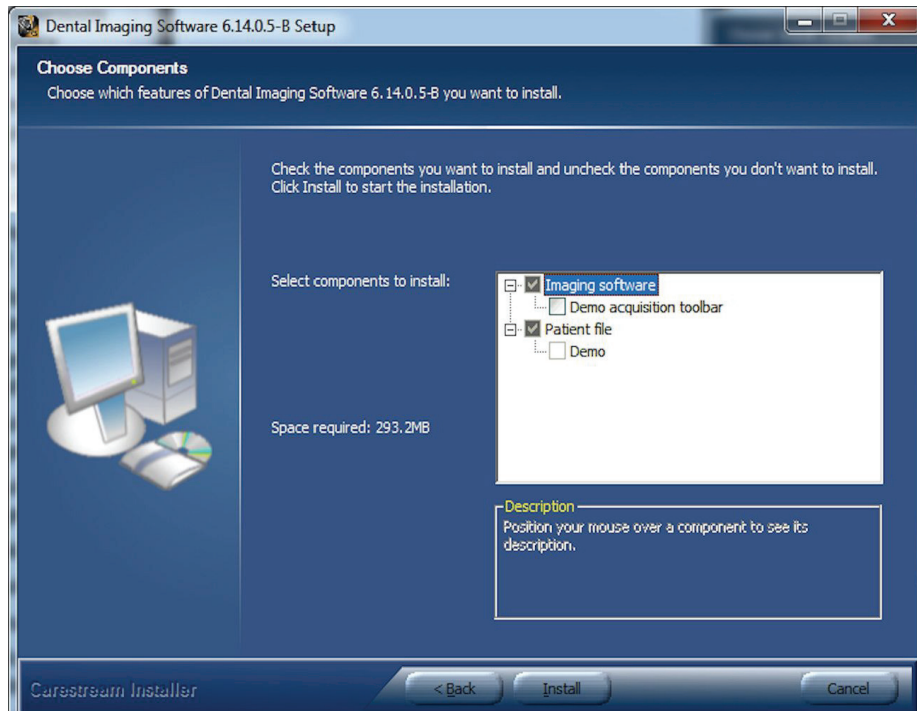 Dental Imaging Software 6.14.0.5-B Setup
Choose Components
Choose which features of Dental Imaging Software 6.14.0.5-B you want to install.
Check the components you want to install and uncheck the components you don't want to install.
Click Install to start the installation.
Select components to install:
Imaging software
Demo acquisition toolbar
Patient file
Demo
Space required: 293.2MB
Description
Position your mouse over a component to see its
description.
Carestream Installer
< Back
Install
Cancel